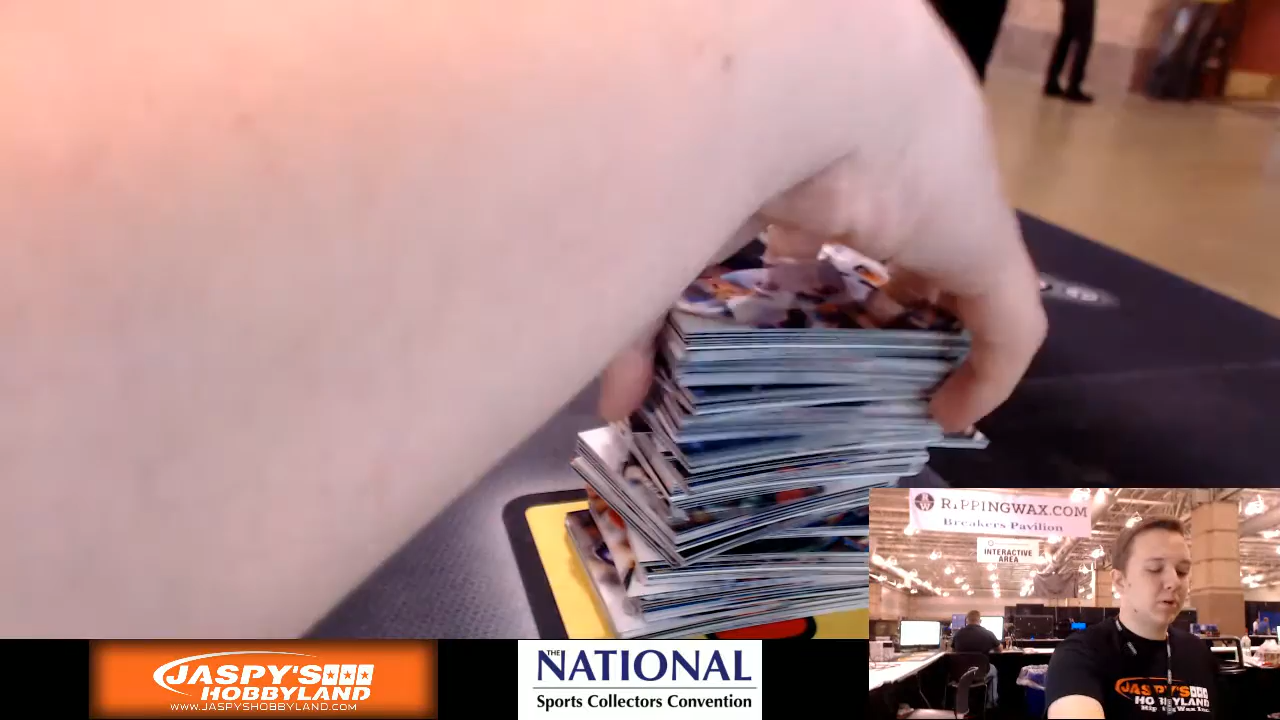 RIPPINGWAX.COM
Breakers Pavilion
INTERACTIVE
AREA
JASPY'S
HOBBYLAND
JASPY'S
HOBBYLAND
WWW.JASPYSHOBBYLAND.COM
THE
NATIONAL
Sports Collectors Convention